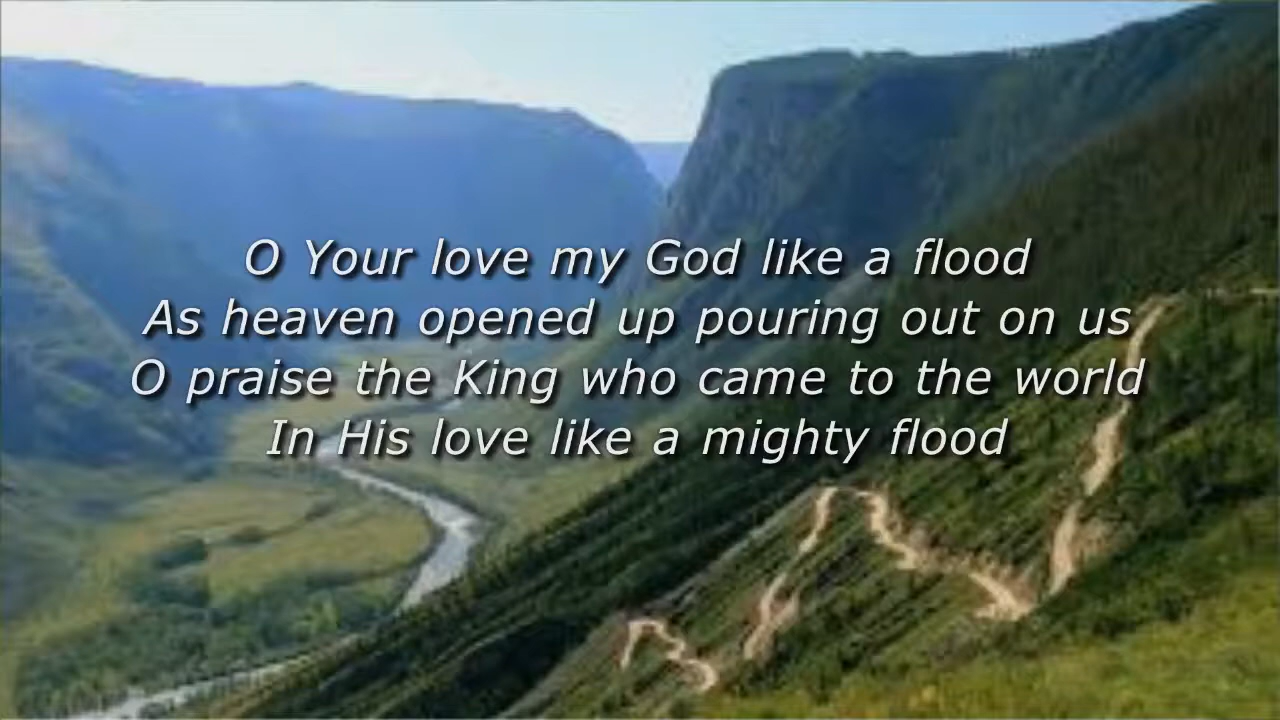 O Your love my God like a flood
As heaven opened up pouring out on us
O praise the King who came to the world
In His love like a mighty flood